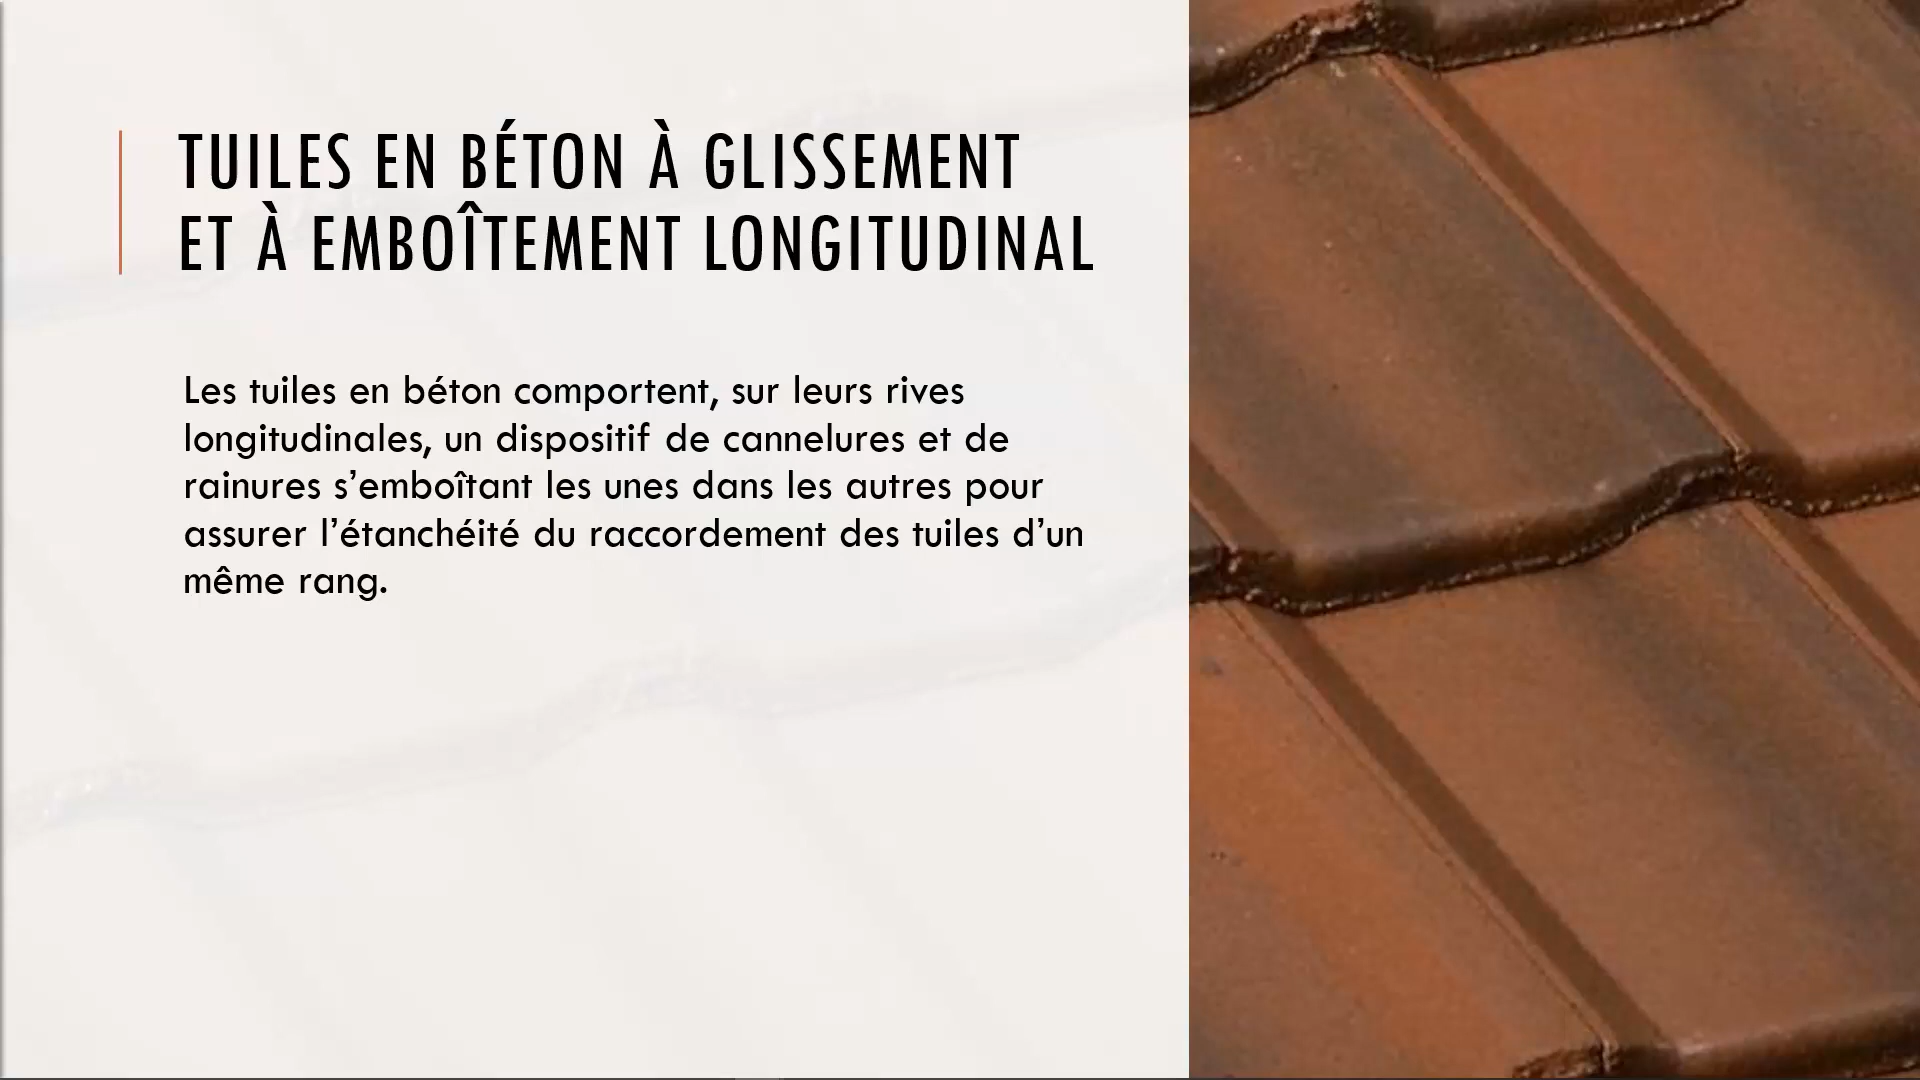 TUILES EN BÉTON À GLISSEMENT
ET À EMBOÎTEMENT LONGITUDINAL
Les tuiles en béton comportent, sur leurs rives
longitudinales, un dispositif de cannelures et de
rainures s’emboîtant les unes dans les autres pour
assurer l’étanchéité du raccordement des tuiles d’un
même rang.